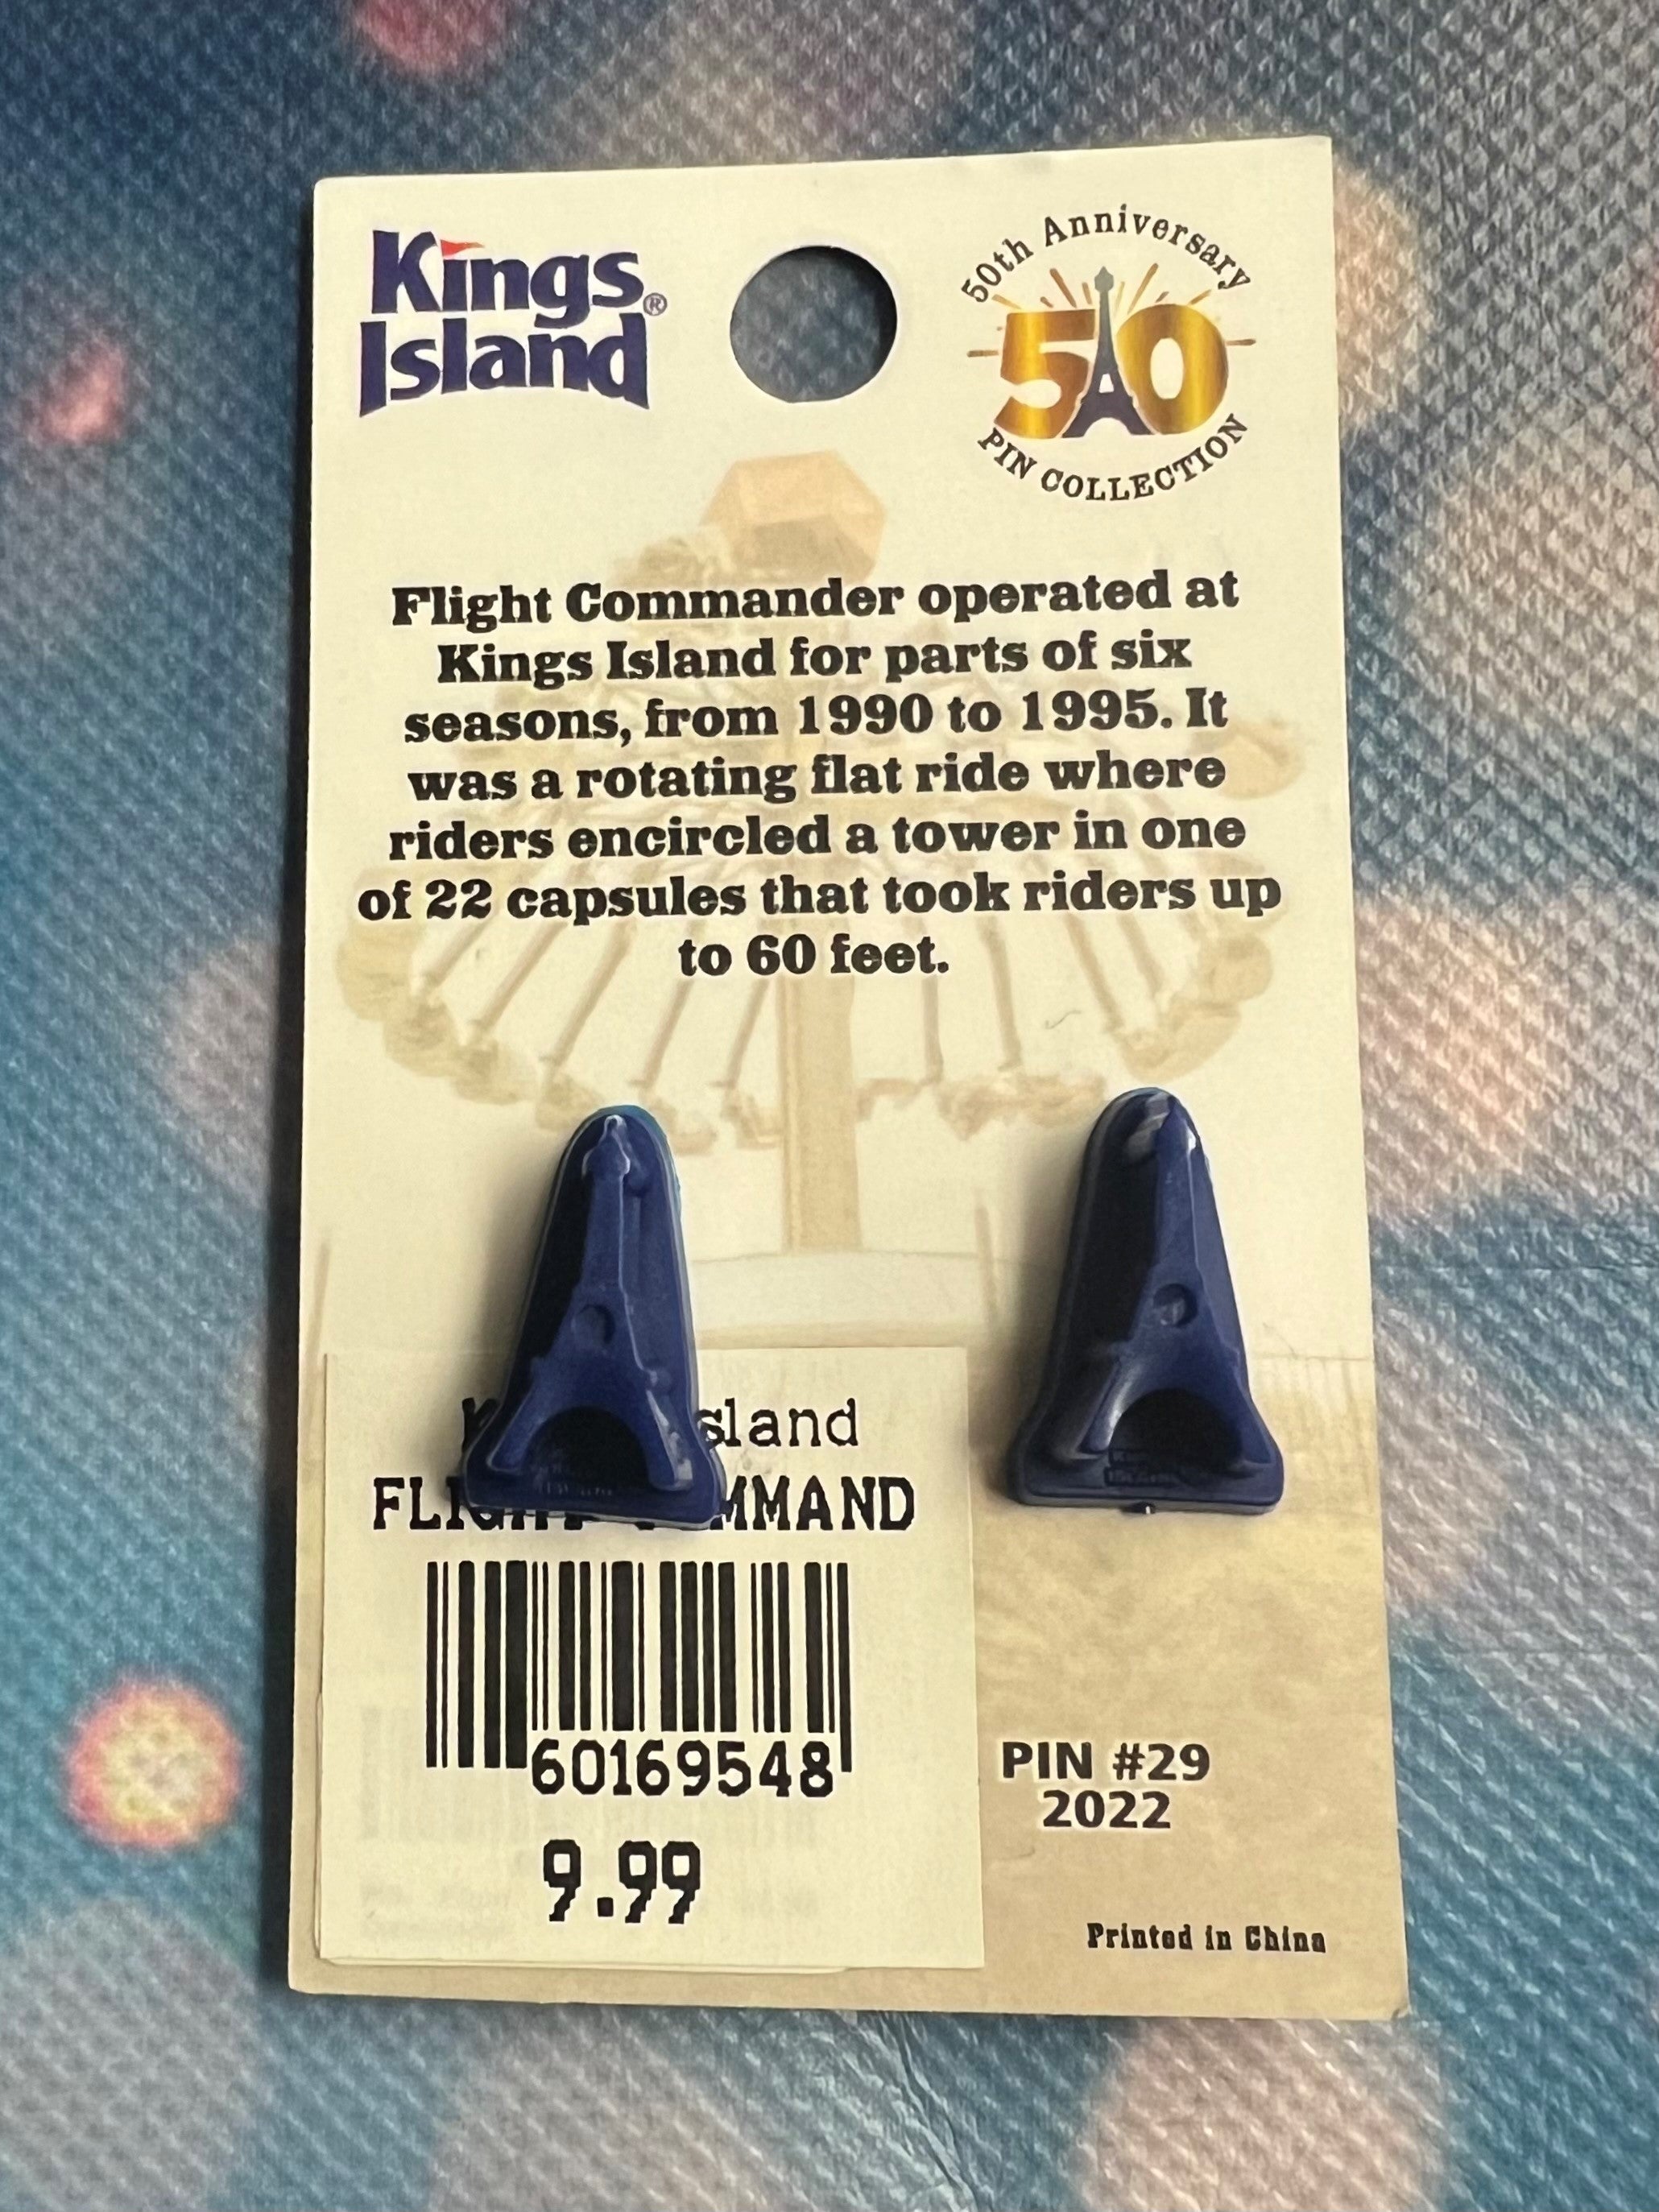 Kings
Island®
50th Anniversary
50
PIN COLLECTION
Flight Commander operated at
Kings Island for parts of six
seasons, from 1990 to 1995. It
was a rotating flat ride where
riders encircled a tower in one
of 22 capsules that took riders up
to 60 feet.
sland
FLIGHT COMMAND
60169548
9.99
PIN #29
2022
Printed in China